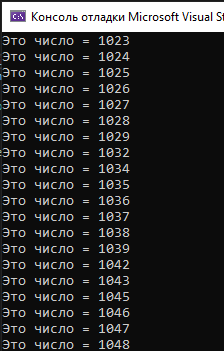 Консоль отладки Microsoft Visual St
Это число = 1023
Это число = 1024
Это число = 1025
Это число = 1026
Это число = 1027
Это число = 1028
Это число = 1029
Это число = 1032
Это число = 1034
Это число = 1035
Это число = 1036
Это число = 1037
Это число = 1038
Это число = 1039
Это число = 1042
Это число = 1043
Это число = 1045
Это число = 1046
Это число = 1047
Это число = 1048